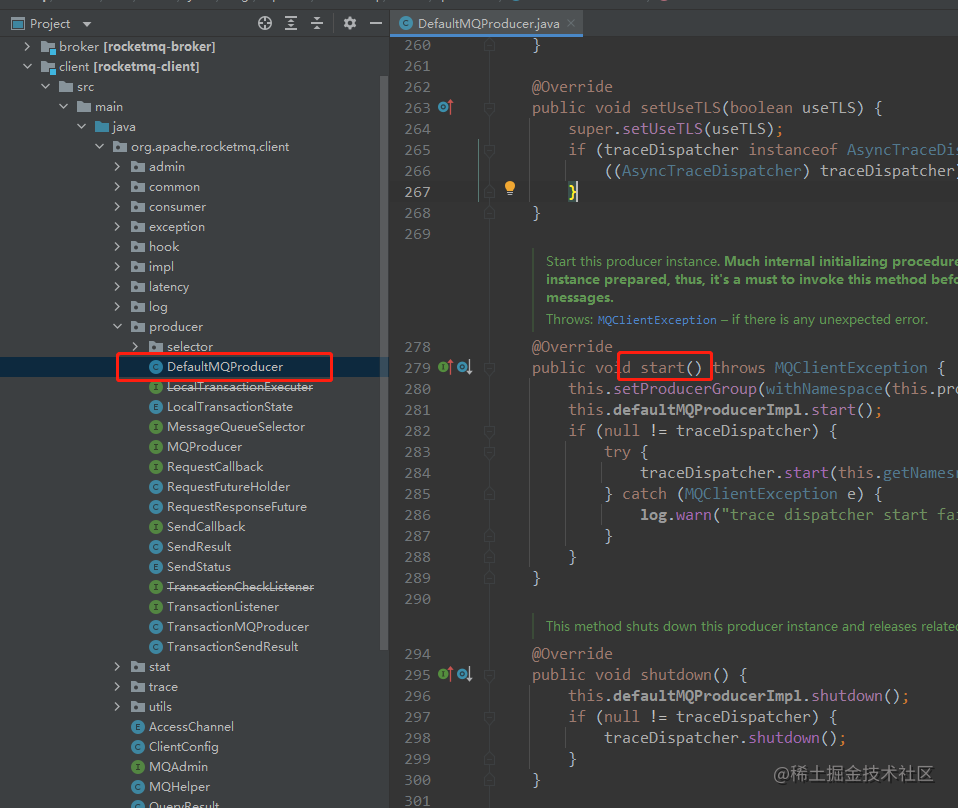 Project
broker [rocketmq-broker]
client [rocketmq-client]
src
main
java
org.apache.rocketmq.client
admin
common
consumer
exception
hook
impl
latency
log
producer
selector
DefaultMQProducer
LocalTransactionExecuter
LocalTransactionState
MessageQueueSelector
MQProducer
RequestCallback
RequestFutureHolder
RequestResponseFuture
SendCallback
SendResult
SendStatus
TransactionCheckListener
TransactionListener
TransactionMQProducer
TransactionSendResult
stat
trace
utils
AccessChannel
ClientConfig
MQAdmin
MQHelper
QueryResult
DefaultMQProducer.java
260 }
261
262 @Override
263 public void setUseTLS(boolean useTLS) {
264 super.setUseTLS(useTLS);
265 if (traceDispatcher instanceof AsyncTraceDis
266 ((AsyncTraceDispatcher) traceDispatcher)
267 }
268 }
269
Start this producer instance. Much internal initializing procedure
instance prepared, thus, it's a must to invoke this method befo
messages.
Throws: MQClientException – if there is any unexpected error.
278 @Override
279 public void start() throws MQClientException {
280 this.setProducerGroup(withNamespace(this.pro
281 this.defaultMQProducerImpl.start();
282 if (null != traceDispatcher) {
283 try {
284 traceDispatcher.start(this.getNamesr
285 } catch (MQClientException e) {
286 log.warn("trace dispatcher start fai
287 }
288 }
289 }
290
This method shuts down this producer instance and releases relate
294 @Override
295 public void shutdown() {
296 this.defaultMQProducerImpl.shutdown();
297 if (null != traceDispatcher) {
298 traceDispatcher.shutdown();
299 }
300 }
301
@稀土掘金技术社区